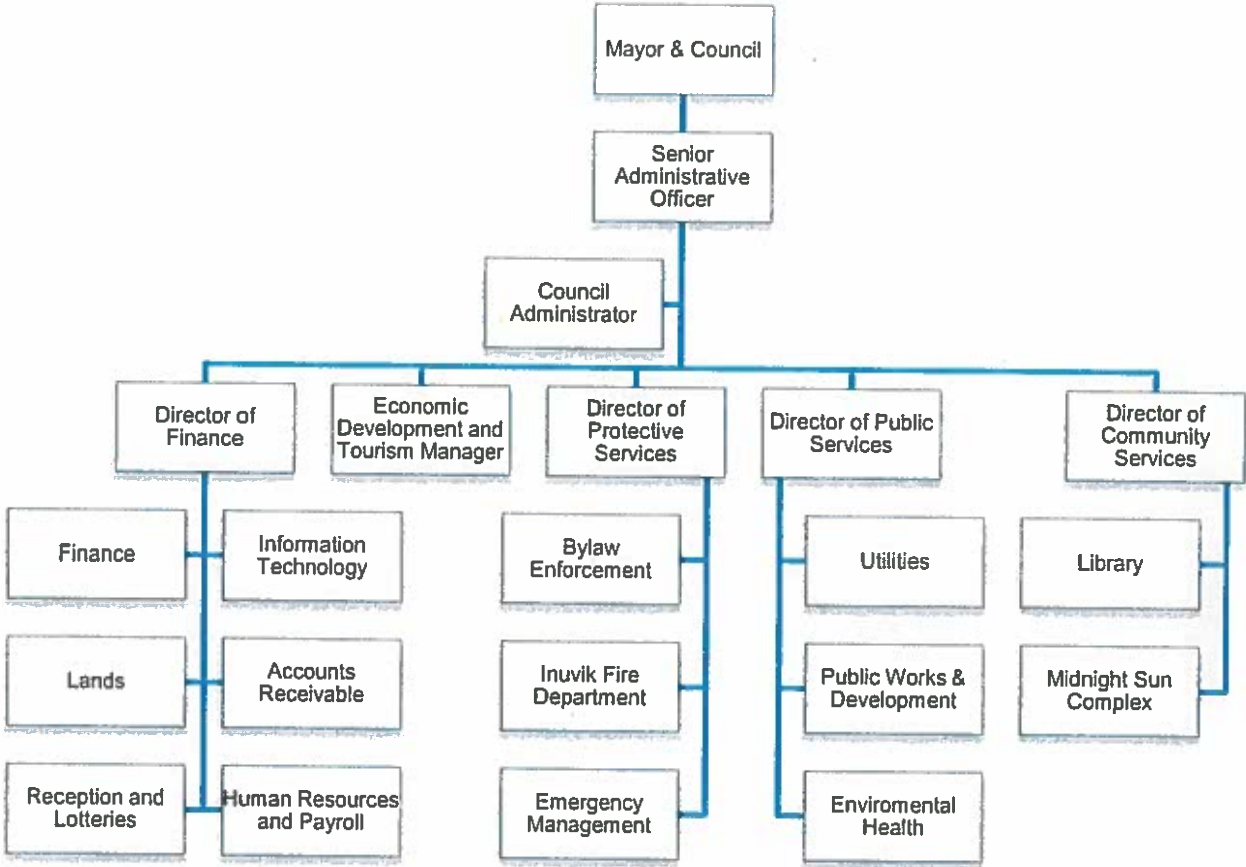 Mayor & Council
Senior
Administrative
Officer
Council
Administrator
Director of
Finance
Economic
Development and
Tourism Manager
Director of
Protective
Services
Director of Public
Services
Director of
Community
Services
Finance
Information
Technology
Bylaw
Enforcement
Utilities
Library
Lands
Accounts
Receivable
Inuvik Fire
Department
Public Works &
Development
Midnight Sun
Complex
Reception and
Lotteries
Human Resources
and Payroll
Emergency
Management
Enviromental
Health